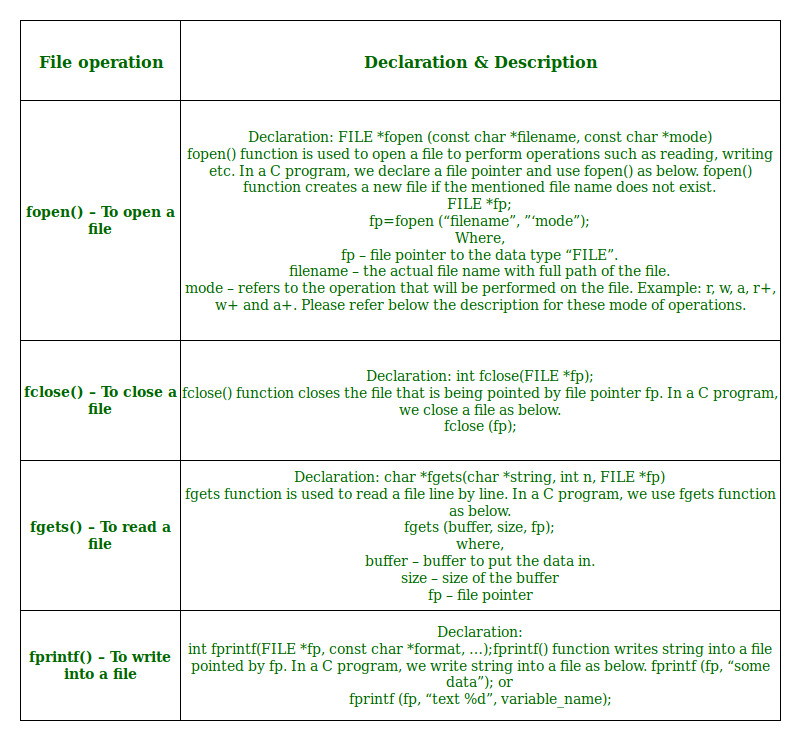 File operation
Declaration & Description
fopen() – To open a
file
Declaration: FILE *fopen (const char *filename, const char *mode)
fopen() function is used to open a file to perform operations such as reading, writing
etc. In a C program, we declare a file pointer and use fopen() as below. fopen()
function creates a new file if the mentioned file name does not exist.
FILE *fp;
fp=fopen (“filename”, ”‘mode”);
Where,
fp – file pointer to the data type “FILE”.
filename – the actual file name with full path of the file.
mode – refers to the operation that will be performed on the file. Example: r, w, a, r+,
w+ and a+. Please refer below the description for these mode of operations.
fclose() – To close a
file
Declaration: int fclose(FILE *fp);
fclose() function closes the file that is being pointed by file pointer fp. In a C program,
we close a file as below.
fclose (fp);
fgets() – To read a
file
Declaration: char *fgets(char *string, int n, FILE *fp)
fgets function is used to read a file line by line. In a C program, we use fgets function
as below.
fgets (buffer, size, fp);
where,
buffer – buffer to put the data in.
size – size of the buffer
fp – file pointer
fprintf() – To write
into a file
Declaration:
int fprintf(FILE *fp, const char *format, …);fprintf() function writes string into a file
pointed by fp. In a C program, we write string into a file as below. fprintf (fp, “some
data”); or
fprintf (fp, “text %d”, variable_name);